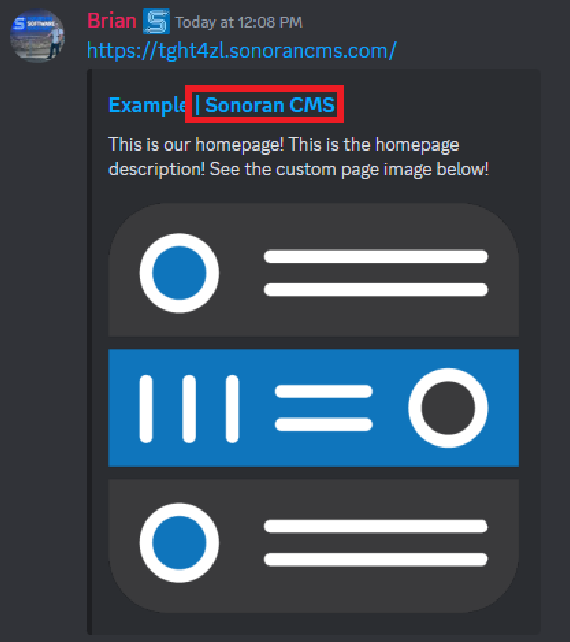 Brian Today at 12:08 PM
https://tght4zl.sonorancms.com/
Example | Sonoran CMS
This is our homepage! This is the homepage
description! See the custom page image below!